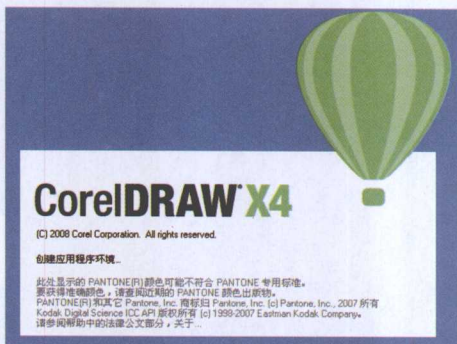 CorelDRAW X4
(C) 2008 Corel Corporation. All rights reserved.
创建应用程序环境...
此处显示的 PANTONE(R) 颜色可能不符合 PANTONE 专用标准。
要获得准确颜色，请查阅近期的 PANTONE 颜色出版物。
PANTONE(R) 和其它 Pantone, Inc. 商标归 Pantone, Inc. (c) Pantone, Inc., 2007 所有
Kodak Digital Science ICC API 版权所有 (c) 1998-2007 Eastman Kodak Company。
请参阅帮助中的法律公文部分，关于...